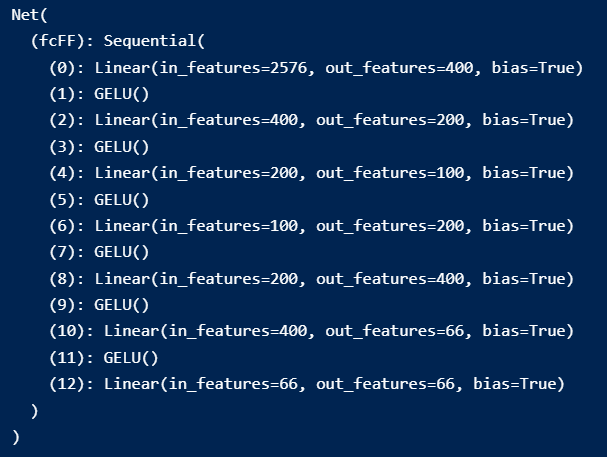 Net(
  (fcFF): Sequential(
    (0): Linear(in_features=2576, out_features=400, bias=True)
    (1): GELU()
    (2): Linear(in_features=400, out_features=200, bias=True)
    (3): GELU()
    (4): Linear(in_features=200, out_features=100, bias=True)
    (5): GELU()
    (6): Linear(in_features=100, out_features=200, bias=True)
    (7): GELU()
    (8): Linear(in_features=200, out_features=400, bias=True)
    (9): GELU()
    (10): Linear(in_features=400, out_features=66, bias=True)
    (11): GELU()
    (12): Linear(in_features=66, out_features=66, bias=True)
  )
)